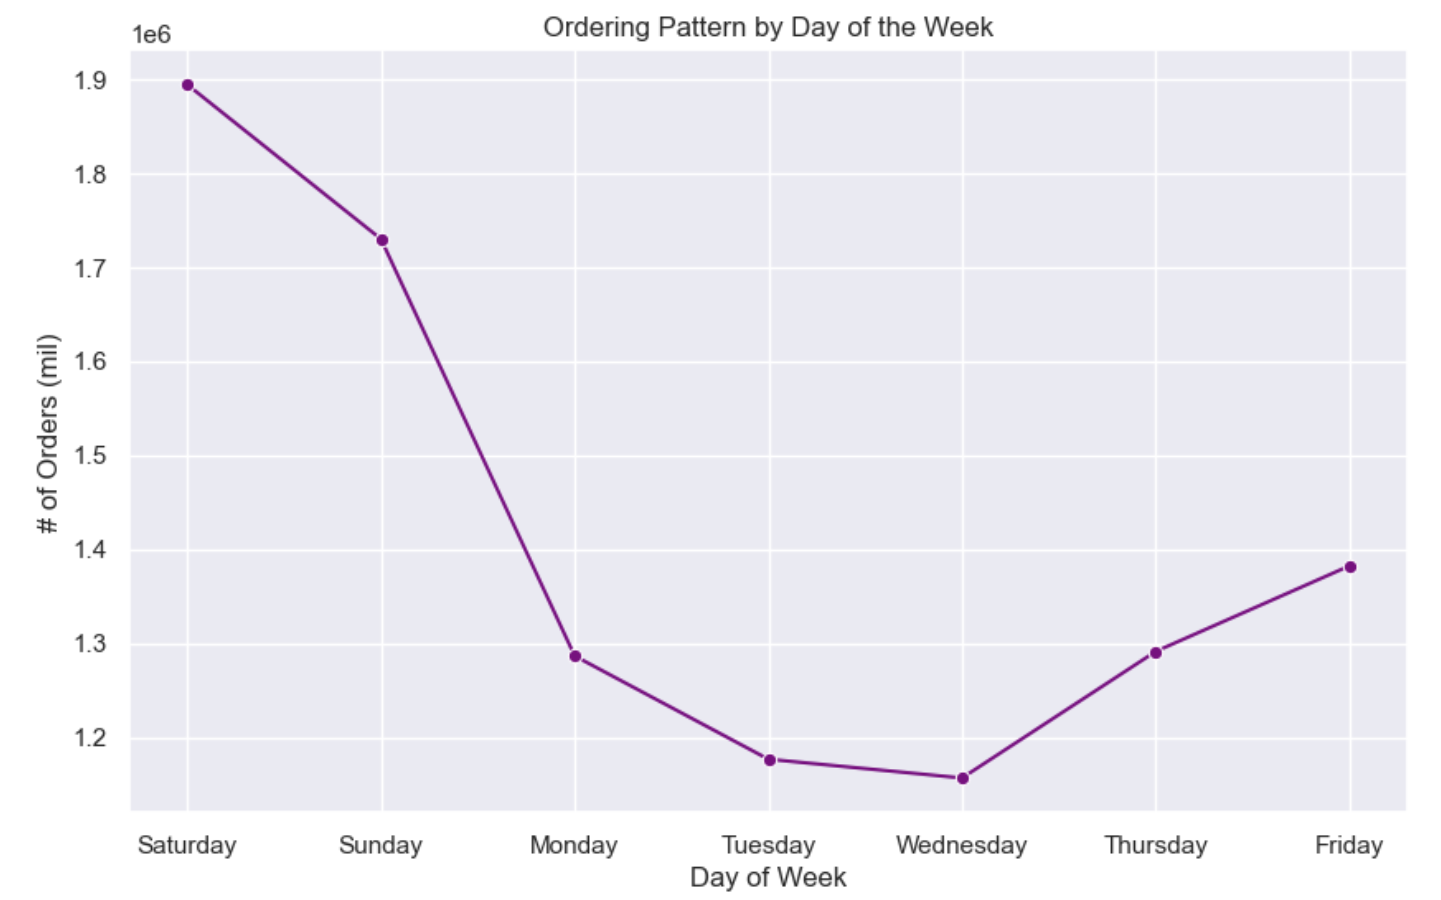 Ordering Pattern by Day of the Week
1e6
1.9
1.8
1.7
1.6
1.5
1.4
1.3
1.2
# of Orders (mil)
Saturday Sunday Monday Tuesday Wednesday Thursday Friday
Day of Week